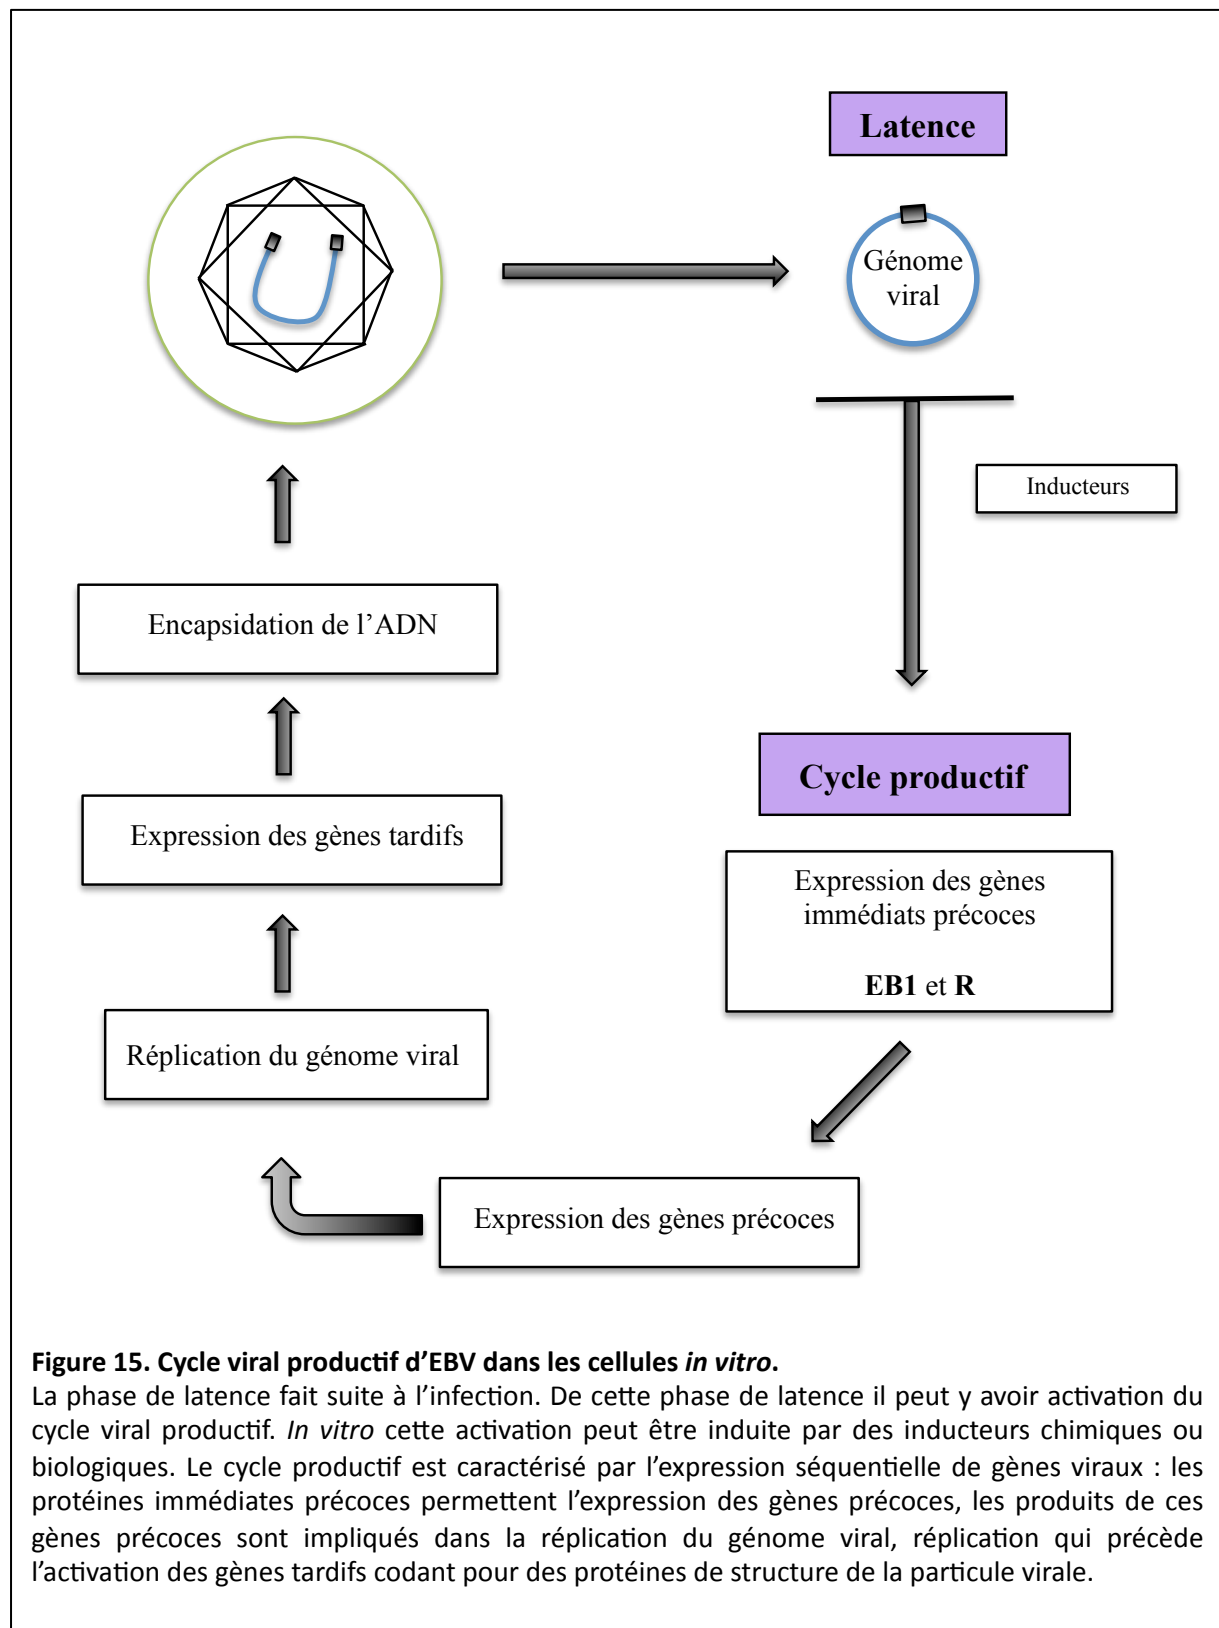 Latence
Génome
viral
Inducteurs
Cycle productif
Expression des gènes
immédiats précoces
EB1 et R
Expression des gènes précoces
Réplication du génome viral
Expression des gènes tardifs
Encapsidation de l’ADN
Figure 15. Cycle viral productif d’EBV dans les cellules in vitro.
La phase de latence fait suite à l’infection. De cette phase de latence il peut y avoir activation du
cycle viral productif. In vitro cette activation peut être induite par des inducteurs chimiques ou
biologiques. Le cycle productif est caractérisé par l’expression séquentielle de gènes viraux : les
protéines immédiates précoces permettent l’expression des gènes précoces, les produits de ces
gènes précoces sont impliqués dans la réplication du génome viral, réplication qui précède
l’activation des gènes tardifs codant pour des protéines de structure de la particule virale.